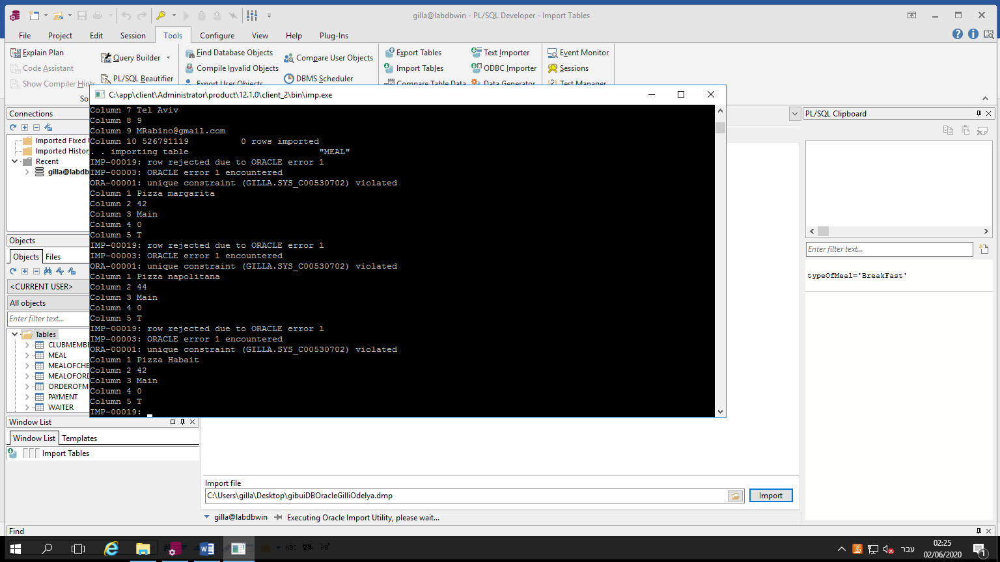 gilla@labdbwin - PL/SQL Developer - Import Tables
File Project Edit Session Tools Configure View Help Plug-Ins
Explain Plan
Code Assistant
Show Compiler Hints
Query Builder
PL/SQL Beautifier
Find Database Objects
Compile Invalid Objects
Export User Objects
Compare User Objects
DBMS Scheduler
Export Tables
Import Tables
Compare Table Data
Text Importer
ODBC Importer
Data Generator
Event Monitor
Sessions
Test Manager
C:\app\client\Administrator\product\12.1.0\client_2\bin\imp.exe
Column 7 Tel Aviv
Column 8 9
Column 9 MRabino@gmail.com
Column 10 526791119 0 rows imported
. . importing table "MEAL"
IMP-00019: row rejected due to ORACLE error 1
IMP-00003: ORACLE error 1 encountered
ORA-00001: unique constraint (GILLA.SYS_C00530702) violated
Column 1 Pizza margarita
Column 2 42
Column 3 Main
Column 4 0
Column 5 T
IMP-00019: row rejected due to ORACLE error 1
IMP-00003: ORACLE error 1 encountered
ORA-00001: unique constraint (GILLA.SYS_C00530702) violated
Column 1 Pizza napolitana
Column 2 44
Column 3 Main
Column 4 0
Column 5 T
IMP-00019: row rejected due to ORACLE error 1
IMP-00003: ORACLE error 1 encountered
ORA-00001: unique constraint (GILLA.SYS_C00530702) violated
Column 1 Pizza Habait
Column 2 42
Column 3 Main
Column 4 0
Column 5 T
IMP-00019:
So
Connections
Imported Fixed U
Imported History
Recent
gilla@labdb
Objects
Objects Files
<CURRENT USER>
All objects
Enter filter text...
Tables
CLUBMEMBE
MEAL
MEALOFCHE
MEALOFORD
ORDEROFM
PAYMENT
WAITER
Window List
Window List Templates
Import Tables
PL/SQL Clipboard
Enter filter text...
typeOfMeal='BreakFast'
Import file
C:\Users\gilla\Desktop\gibuiDBOracleGilliOdelya.dmp
Import
gilla@labdbwin Executing Oracle Import Utility, please wait...
Find
ABC
"AB"
עבר
02:25
02/06/2020
1